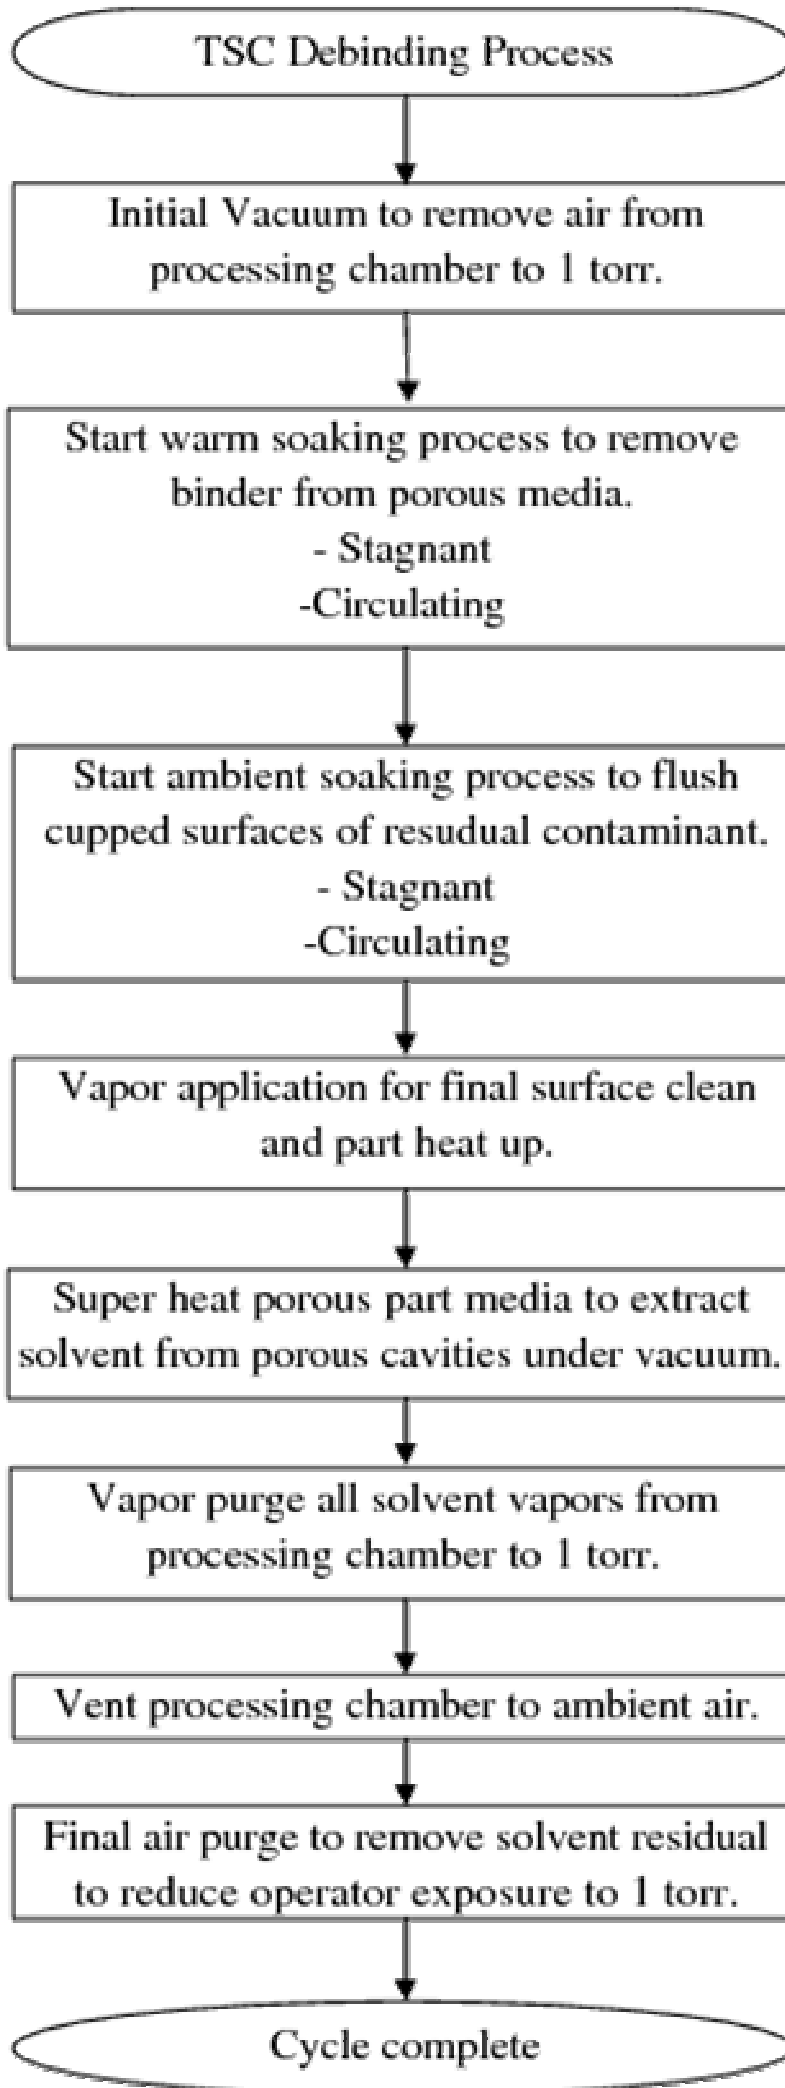 TSC Debinding Process
Initial Vacuum to remove air from
processing chamber to 1 torr.
Start warm soaking process to remove
binder from porous media.
- Stagnant
-Circulating
Start ambient soaking process to flush
cupped surfaces of resudual contaminant.
- Stagnant
-Circulating
Vapor application for final surface clean
and part heat up.
Super heat porous part media to extract
solvent from porous cavities under vacuum.
Vapor purge all solvent vapors from
processing chamber to 1 torr.
Vent processing chamber to ambient air.
Final air purge to remove solvent residual
to reduce operator exposure to 1 torr.
Cycle complete